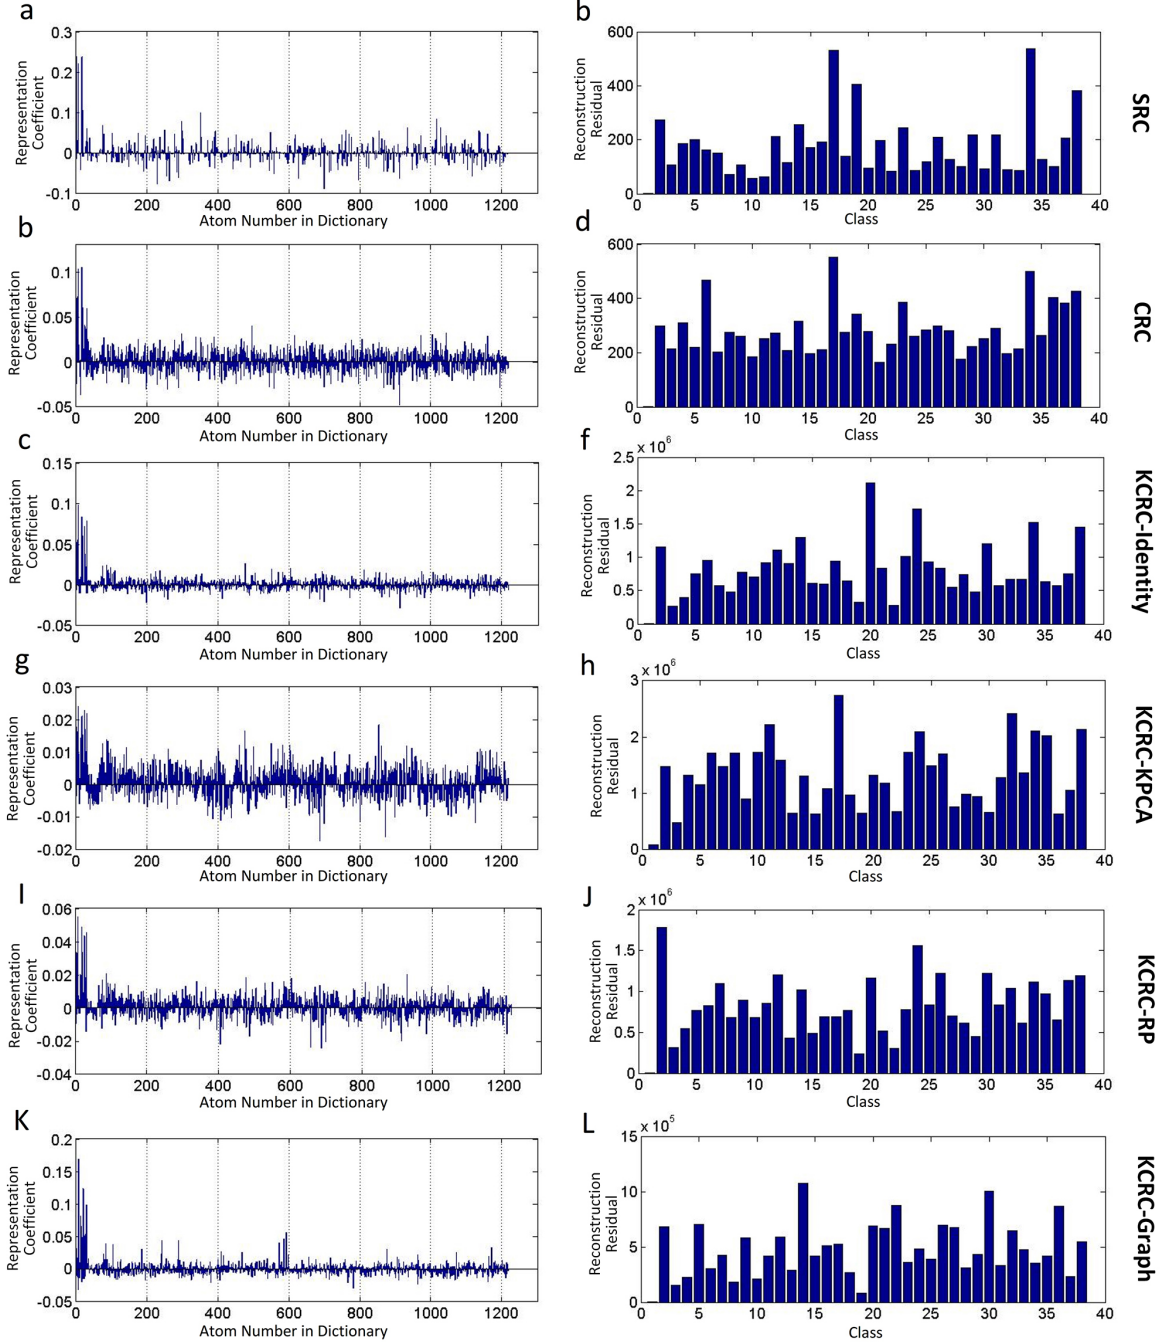 a
Representation
Coefficient
0.3
0.2
0.1
0
-0.1
0 200 400 600 800 1000 1200
Atom Number in Dictionary
b
Reconstruction
Residual
600
400
200
0
0 5 10 15 20 25 30 35 40
Class
SRC
b
Representation
Coefficient
0.1
0.05
0
-0.05
0 200 400 600 800 1000 1200
Atom Number in Dictionary
d
Reconstruction
Residual
600
400
200
0
0 5 10 15 20 25 30 35 40
Class
CRC
c
Representation
Coefficient
0.15
0.1
0.05
0
-0.05
0 200 400 600 800 1000 1200
Atom Number in Dictionary
f
Reconstruction
Residual
x 10^6
2.5
2
1.5
1
0.5
0
0 5 10 15 20 25 30 35 40
Class
KCRC-Identity
g
Representation
Coefficient
0.03
0.02
0.01
0
-0.01
-0.02
0 200 400 600 800 1000 1200
Atom Number in Dictionary
h
Reconstruction
Residual
x 10^6
3
2
1
0
0 5 10 15 20 25 30 35 40
Class
KCRC-KPCA
I
Representation
Coefficient
0.06
0.04
0.02
0
-0.02
-0.04
0 200 400 600 800 1000 1200
Atom Number in Dictionary
J
Reconstruction
Residual
x 10^6
2
1.5
1
0.5
0
0 5 10 15 20 25 30 35 40
Class
KCRC-RP
K
Representation
Coefficient
0.2
0.15
0.1
0.05
0
-0.05
0 200 400 600 800 1000 1200
Atom Number in Dictionary
L
Reconstruction
Residual
x 10^5
15
10
5
0
0 5 10 15 20 25 30 35 40
Class
KCRC-Graph